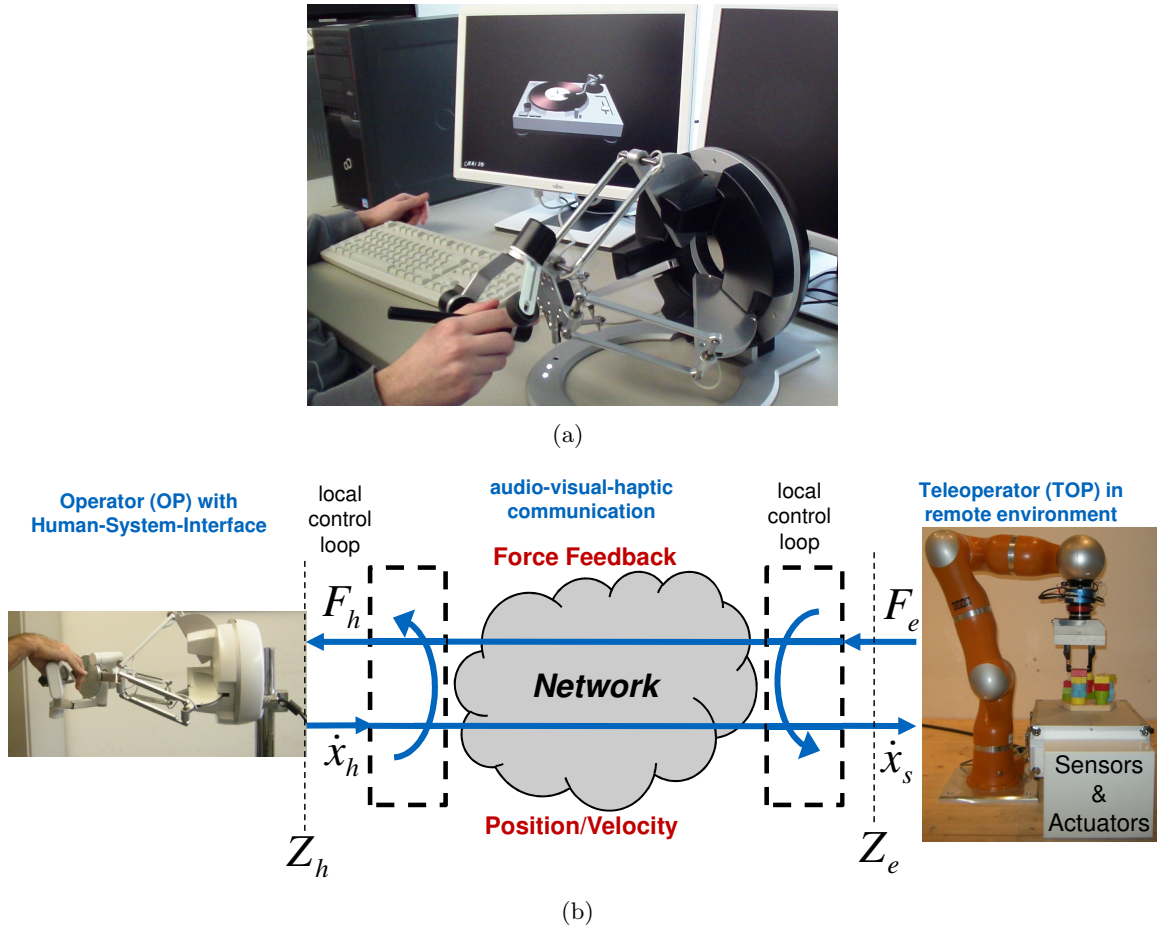 (a)
Operator (OP) with
Human-System-Interface
local
control
loop
audio-visual-haptic
communication
local
control
loop
Teleoperator (TOP) in
remote environment
Force Feedback
F_h
F_e
Network
ẋ_h
ẋ_s
Sensors
&
Actuators
Position/Velocity
Z_h
Z_e
(b)